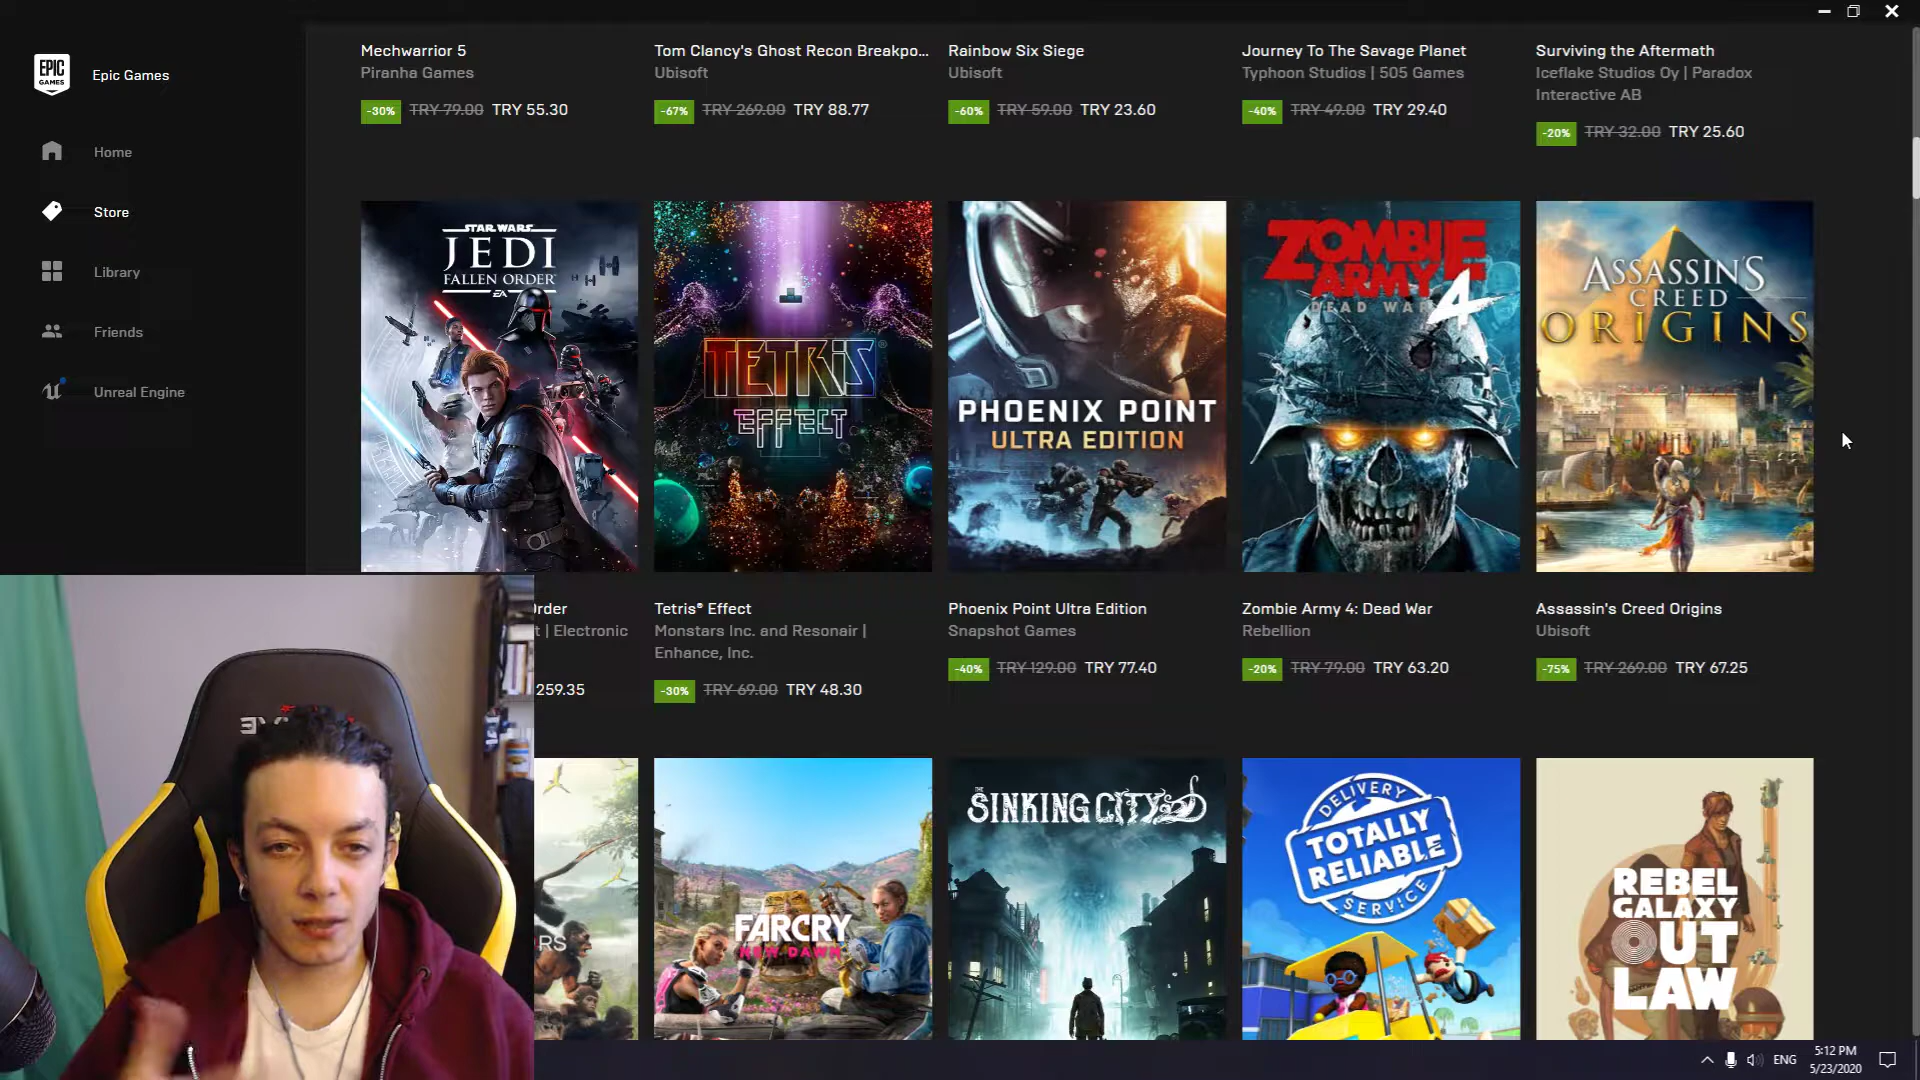 Mechwarrior 5
Piranha Games
-30% TRY 79.00 TRY 55.30
Tom Clancy's Ghost Recon Breakpo...
Ubisoft
-67% TRY 269.00 TRY 88.77
Rainbow Six Siege
Ubisoft
-60% TRY 59.00 TRY 23.60
Journey To The Savage Planet
Typhoon Studios | 505 Games
-40% TRY 49.00 TRY 29.40
Surviving the Aftermath
Iceflake Studios Oy | Paradox
Interactive AB
-20% TRY 32.00 TRY 25.60
EPIC
GAMES
Epic Games
Home
Store
Library
Friends
Unreal Engine
STAR WARS
JEDI
FALLEN ORDER
EA
TETRIS®
EFFECT
PHOENIX POINT
ULTRA EDITION
ZOMBIE
ARMY 4
DEAD WAR
ASSASSIN'S
CREED
ORIGINS
Order
t | Electronic
259.35
Tetris® Effect
Monstars Inc. and Resonair |
Enhance, Inc.
-30% TRY 69.00 TRY 48.30
Phoenix Point Ultra Edition
Snapshot Games
-40% TRY 129.00 TRY 77.40
Zombie Army 4: Dead War
Rebellion
-20% TRY 79.00 TRY 63.20
Assassin's Creed Origins
Ubisoft
-75% TRY 269.00 TRY 67.25
RS
FARCRY
NEW DAWN
THE
SINKING CITY
DELIVERY
TOTALLY
RELIABLE
SERVICE
REBEL
GALAXY
OUT
LAW
ENG
5:12 PM
5/23/2020